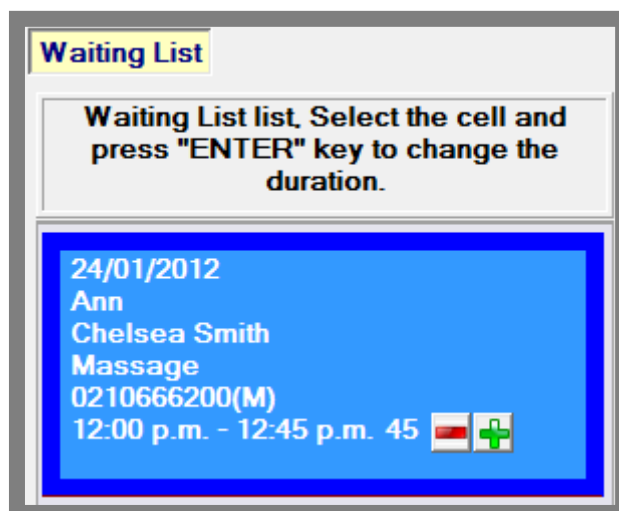 Waiting List
Waiting List list, Select the cell and
press "ENTER" key to change the
duration.
24/01/2012
Ann
Chelsea Smith
Massage
0210666200(M)
12:00 p.m. - 12:45 p.m. 45